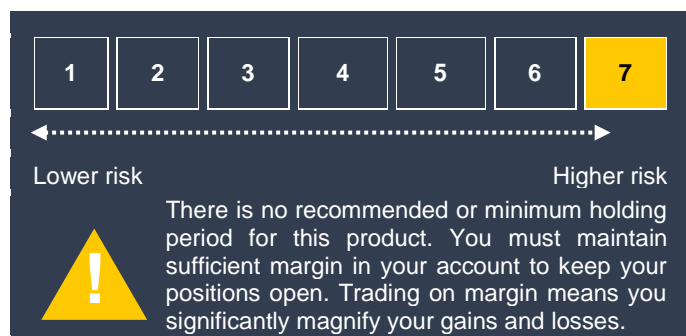 1 2 3 4 5 6 7
Lower risk Higher risk
There is no recommended or minimum holding
period for this product. You must maintain
sufficient margin in your account to keep your
positions open. Trading on margin means you
significantly magnify your gains and losses.
!